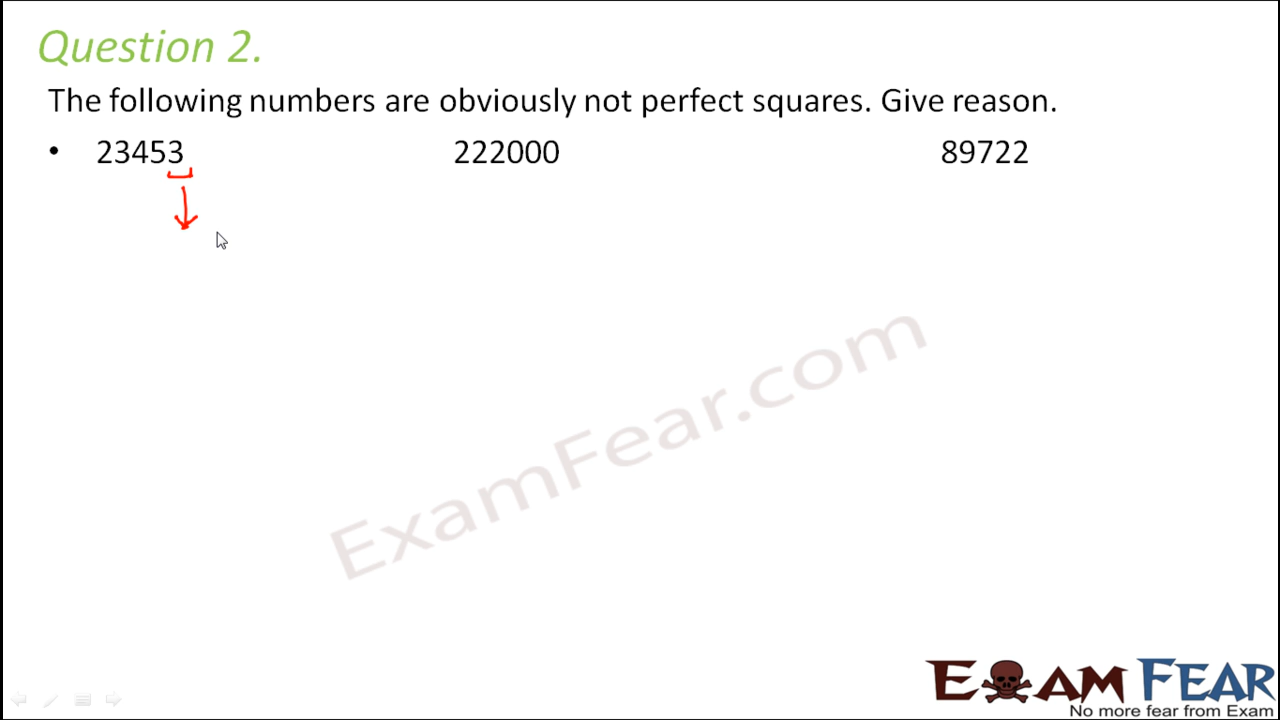 Question 2.
The following numbers are obviously not perfect squares. Give reason.
• 23453 222000 89722
ExamFear.com
EXAM FEAR
No more fear from Exam